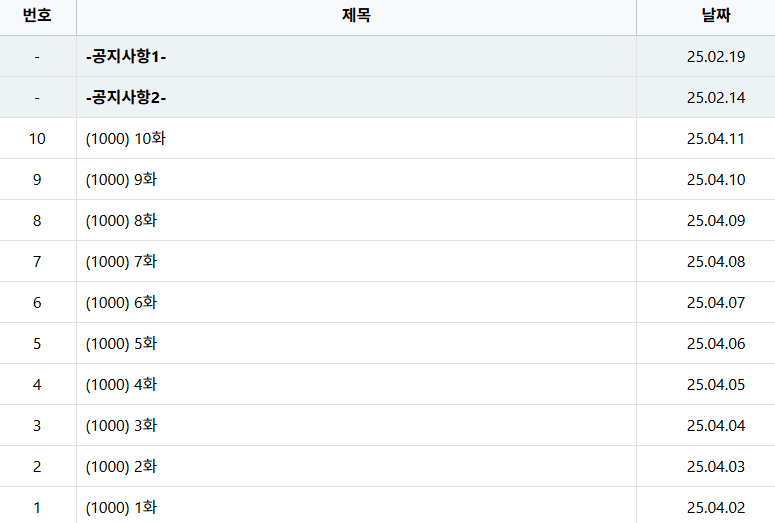 번호 제목 날짜
- -공지사항1- 25.02.19
- -공지사항2- 25.02.14
10 (1000) 10화 25.04.11
9 (1000) 9화 25.04.10
8 (1000) 8화 25.04.09
7 (1000) 7화 25.04.08
6 (1000) 6화 25.04.07
5 (1000) 5화 25.04.06
4 (1000) 4화 25.04.05
3 (1000) 3화 25.04.04
2 (1000) 2화 25.04.03
1 (1000) 1화 25.04.02